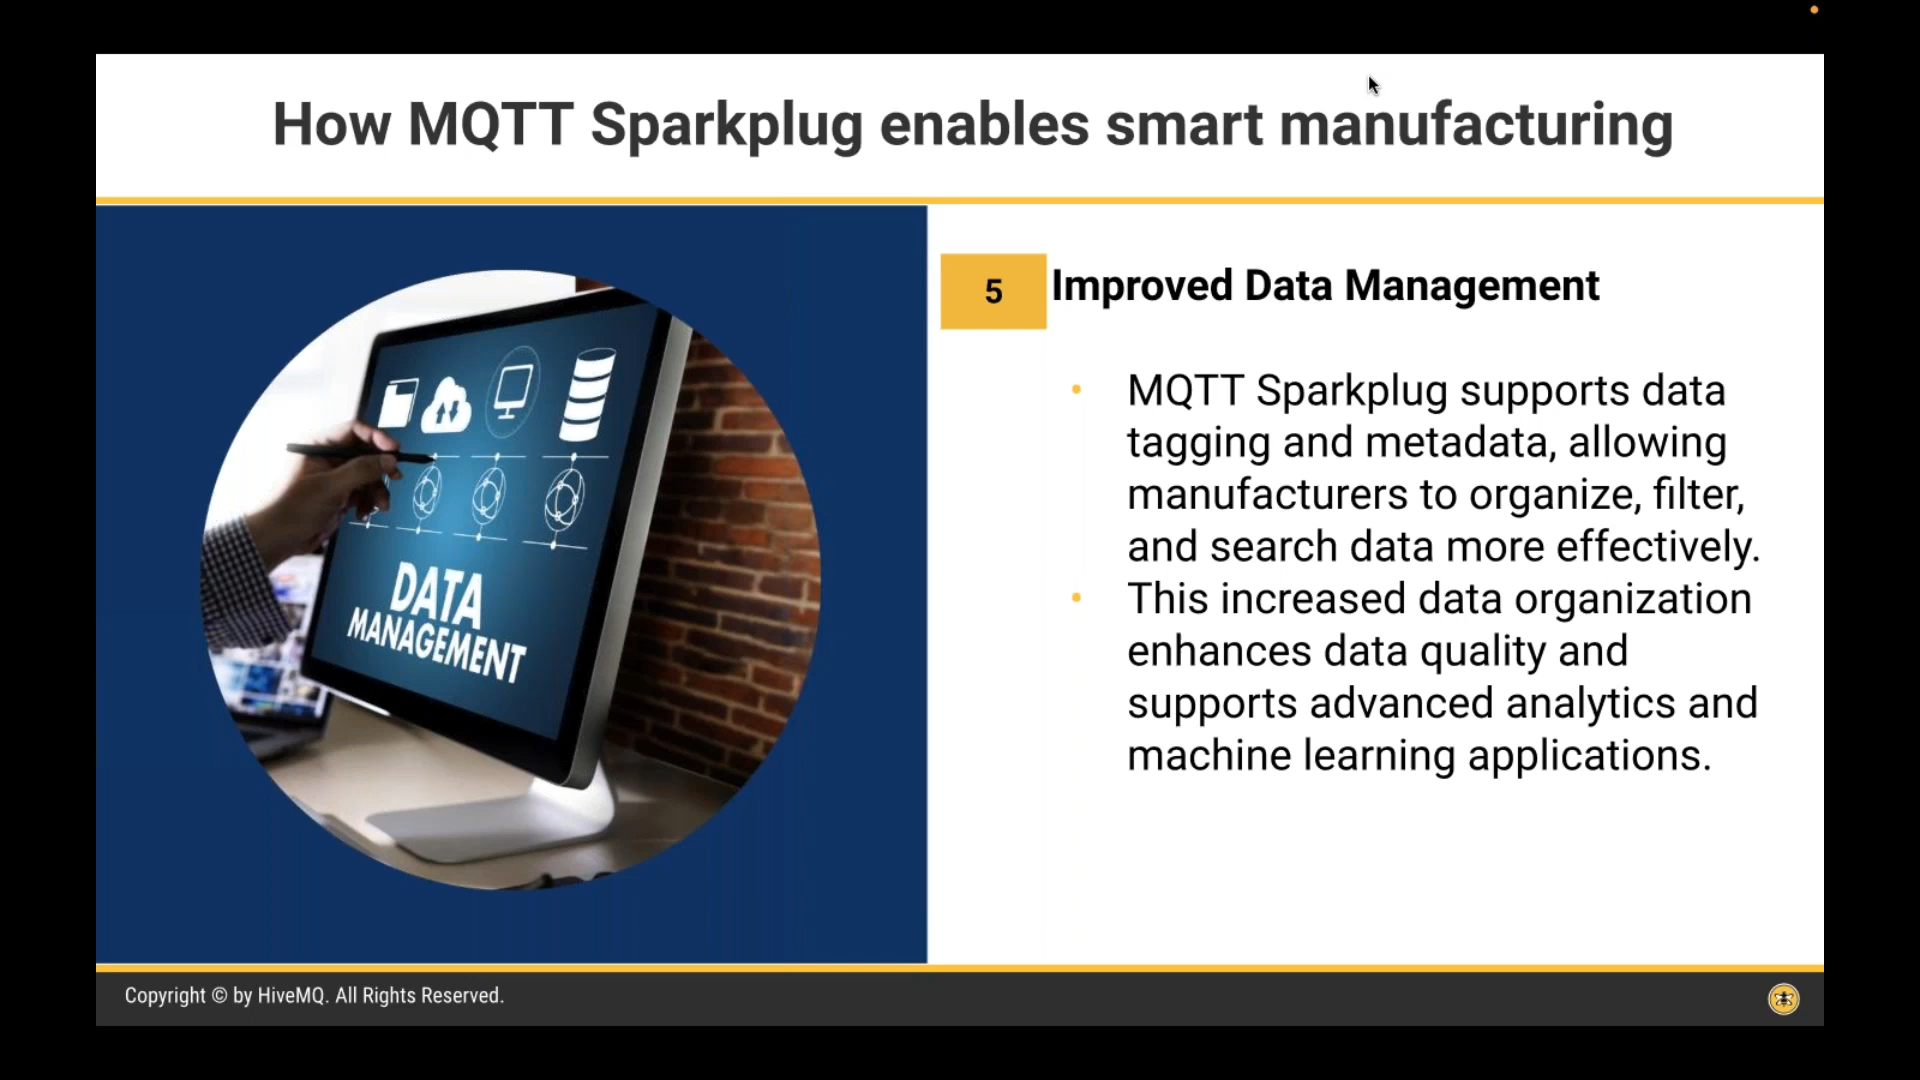 How MQTT Sparkplug enables smart manufacturing
5
Improved Data Management
• MQTT Sparkplug supports data
tagging and metadata, allowing
manufacturers to organize, filter,
and search data more effectively.
• This increased data organization
enhances data quality and
supports advanced analytics and
machine learning applications.
DATA
MANAGEMENT
Copyright © by HiveMQ. All Rights Reserved.